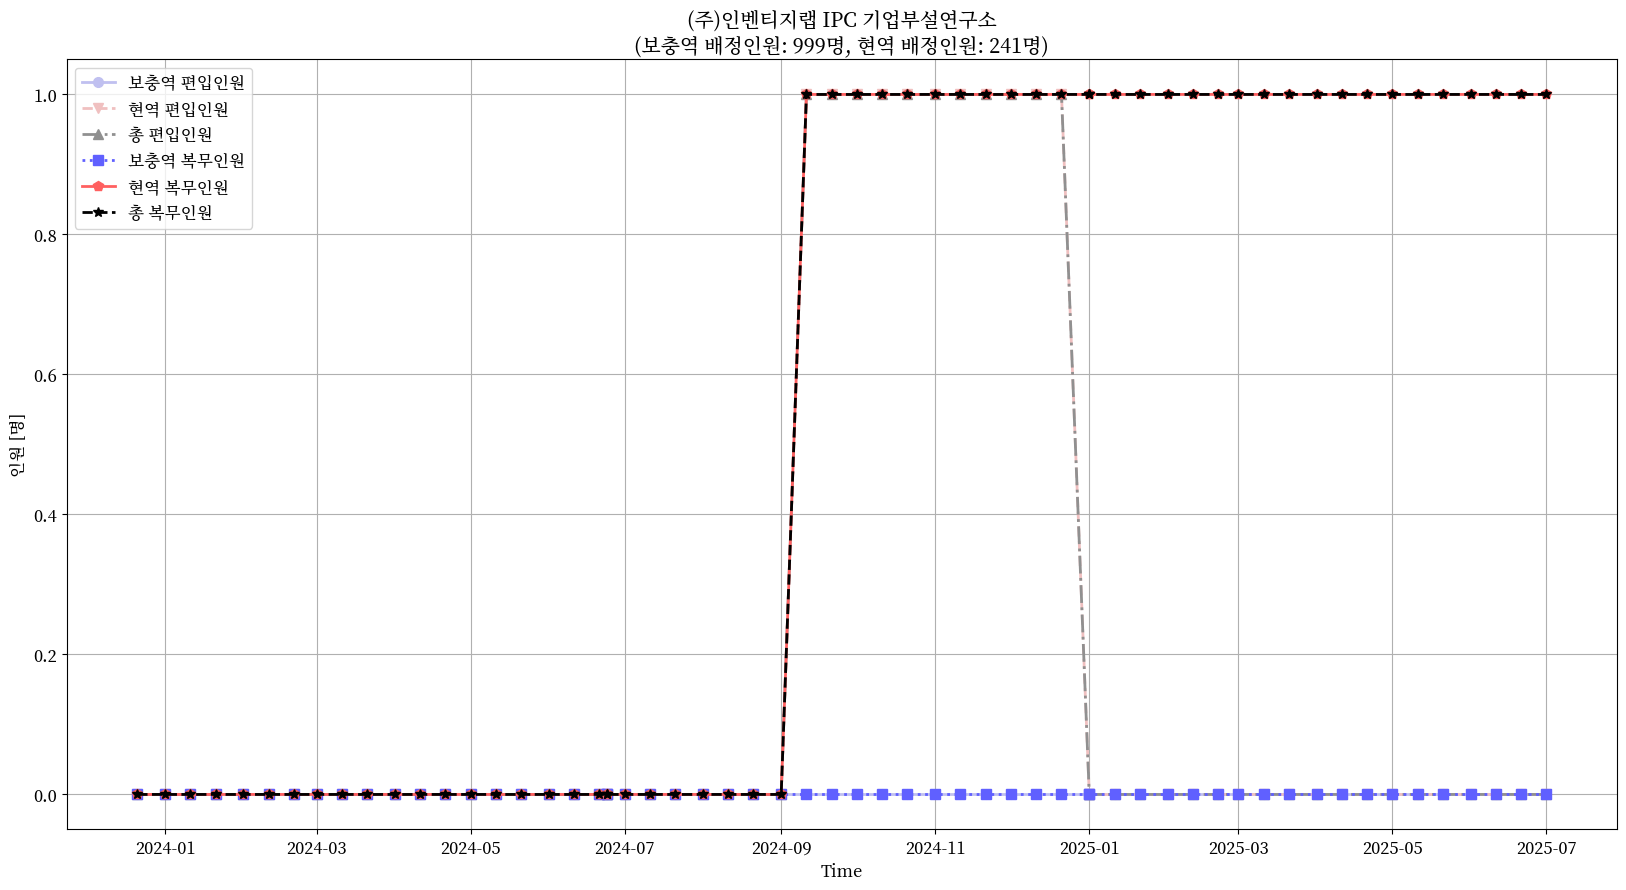 (주)인벤티지랩 IPC 기업부설연구소
(보충역 배정인원: 999명, 현역 배정인원: 241명)
보충역 편입인원
현역 편입인원
총 편입인원
보충역 복무인원
현역 복무인원
총 복무인원
인원 [명]
1.0
0.8
0.6
0.4
0.2
0.0
2024-01 2024-03 2024-05 2024-07 2024-09 2024-11 2025-01 2025-03 2025-05 2025-07
Time